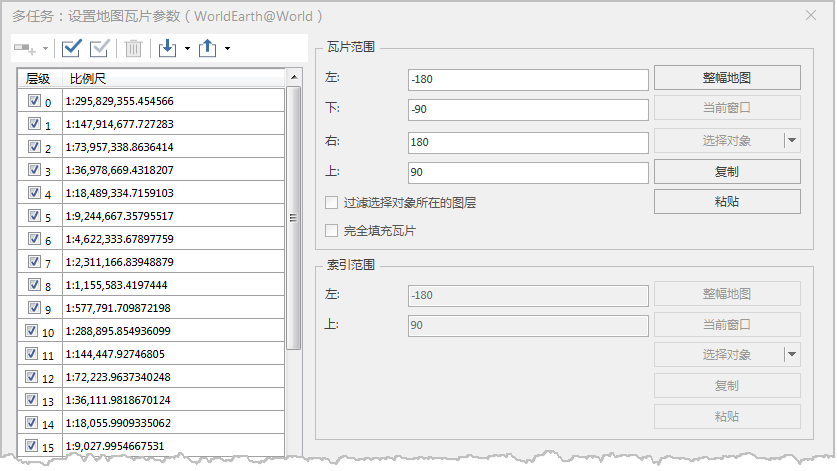 多任务：设置地图瓦片参数（WorldEarth@World）
层级 比例尺
0 1:295,829,355.454566
1 1:147,914,677.727283
2 1:73,957,338.8636414
3 1:36,978,669.4318207
4 1:18,489,334.7159103
5 1:9,244,667.35795517
6 1:4,622,333.67897759
7 1:2,311,166.83948879
8 1:1,155,583.4197444
9 1:577,791.709872198
10 1:288,895.854936099
11 1:144,447.92746805
12 1:72,223.9637340248
13 1:36,111.9818670124
14 1:18,055.9909335062
15 1:9,027.9954667531
瓦片范围
左: -180 整幅地图
下: -90 当前窗口
右: 180 选择对象
上: 90 复制
过滤选择对象所在的图层 粘贴
完全填充瓦片
索引范围
左: -180 整幅地图
上: 90 当前窗口
选择对象
复制
粘贴